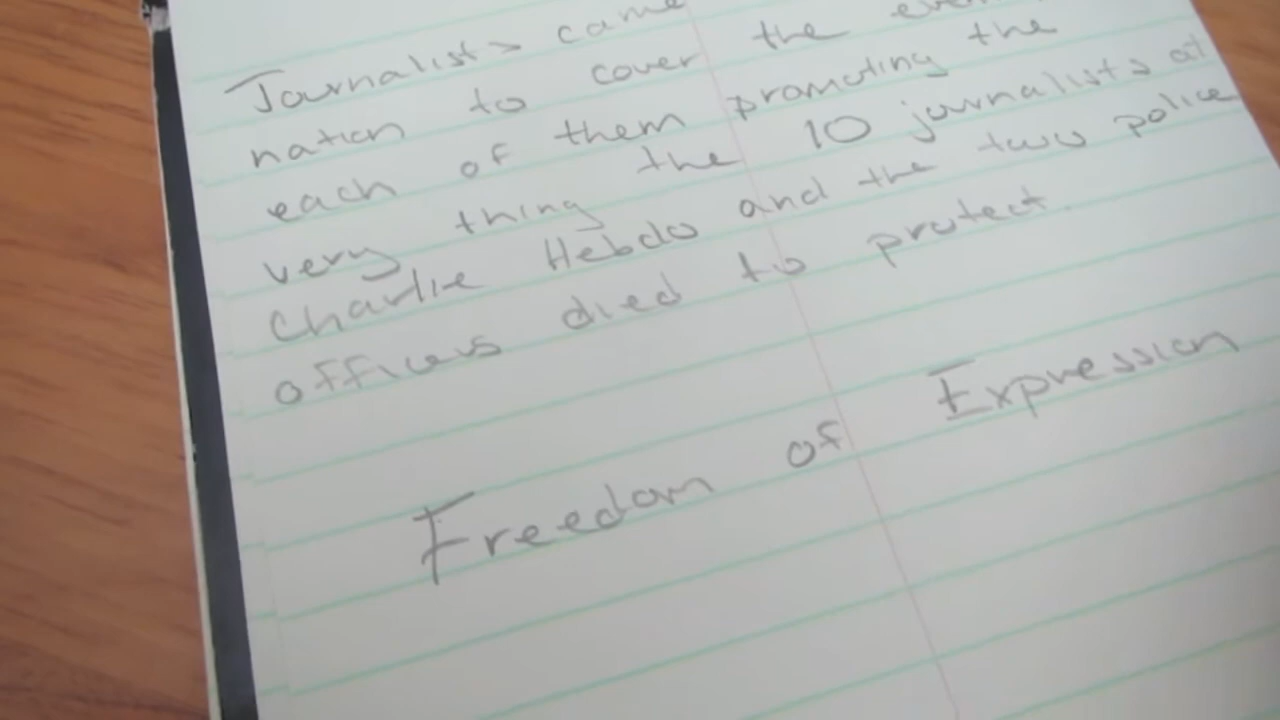 Journalists came
nation to cover the
each of them promoting the
very thing the 10 journalists at
Charlie Hebdo and the two police
officers died to protect.
Freedom of Expression